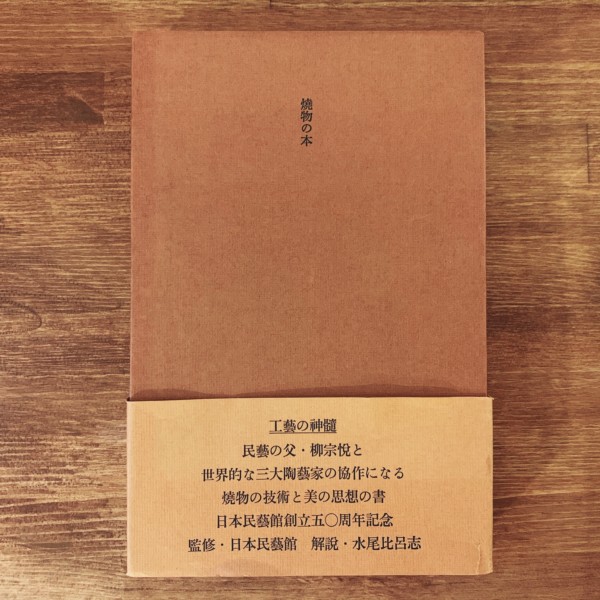 燒物の本
工藝の神髓
民藝の父・柳宗悦と
世界的な三大陶藝家の協作になる
燒物の技術と美の思想の書
日本民藝館創立五〇周年記念
監修・日本民藝館　解説・水尾比呂志